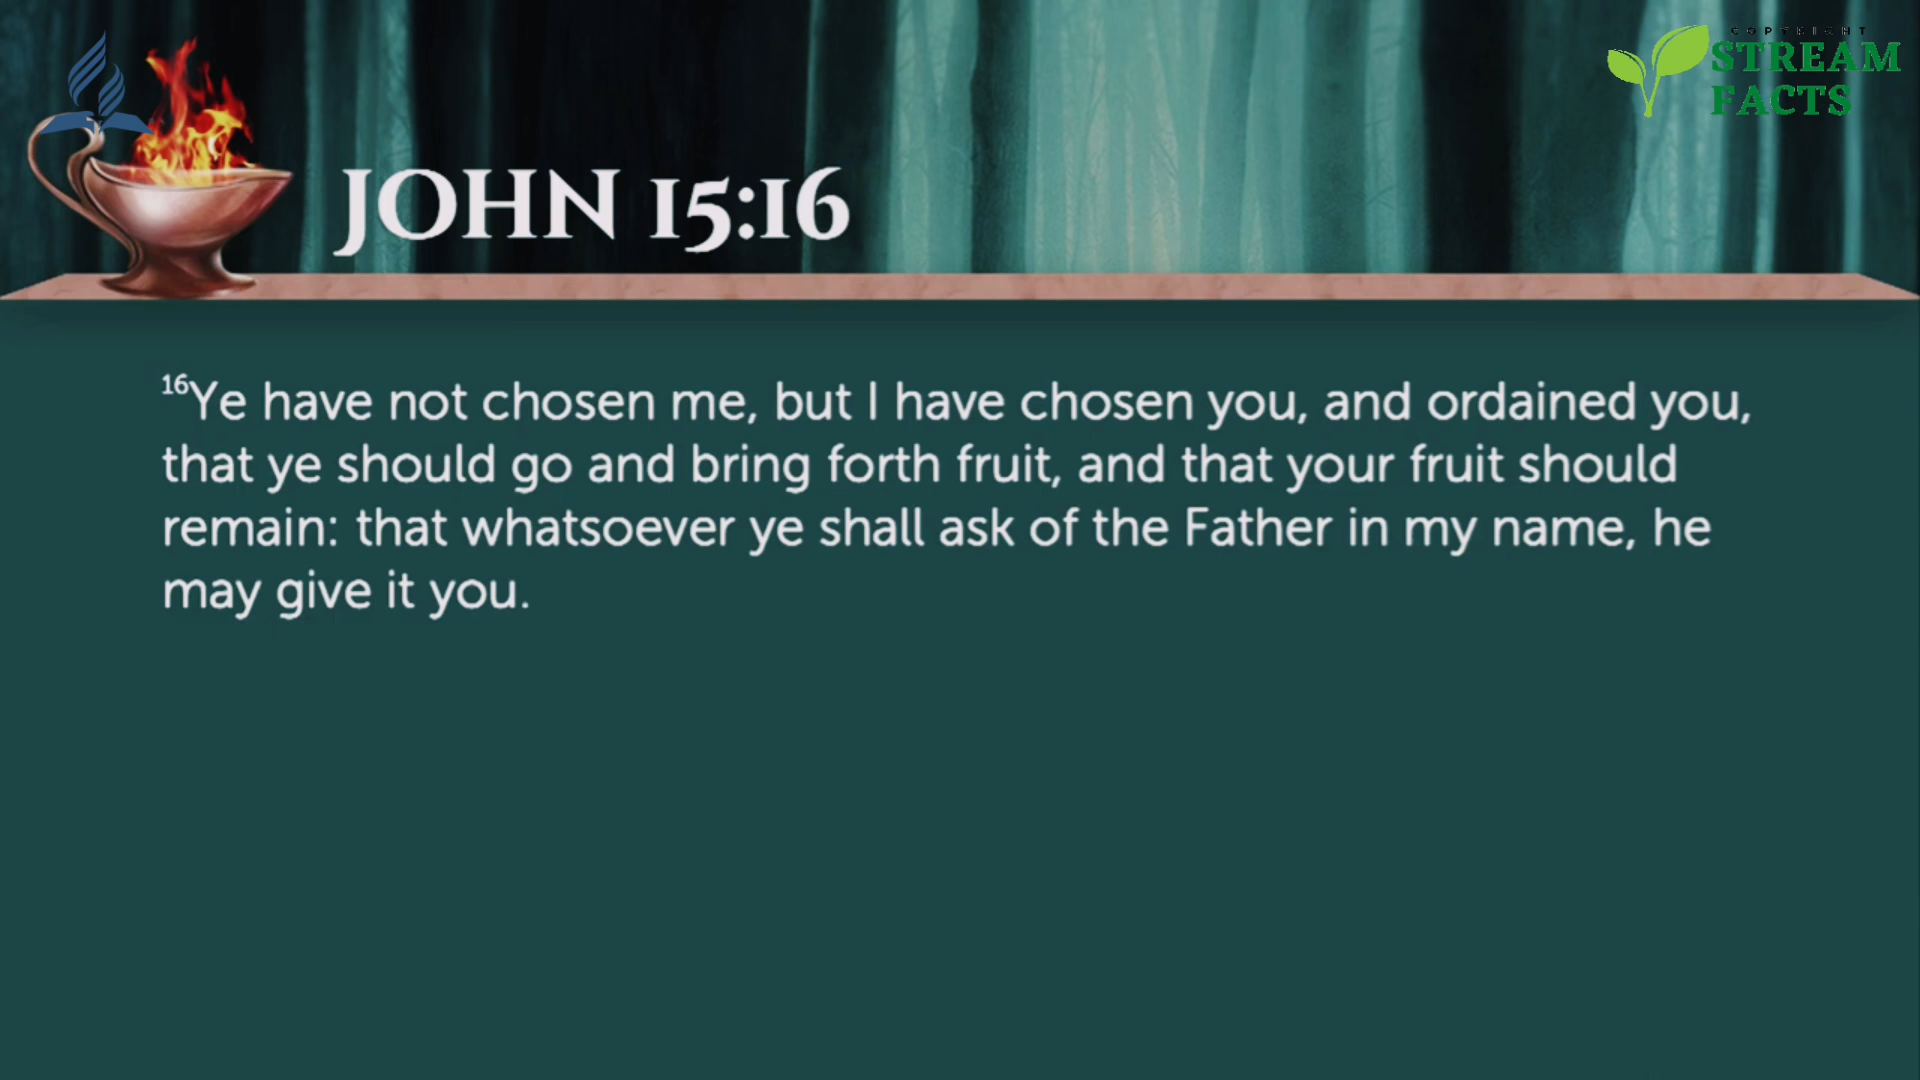 COPYRIGHT
STREAM
FACTS
JOHN 15:16
16Ye have not chosen me, but I have chosen you, and ordained you,
that ye should go and bring forth fruit, and that your fruit should
remain: that whatsoever ye shall ask of the Father in my name, he
may give it you.